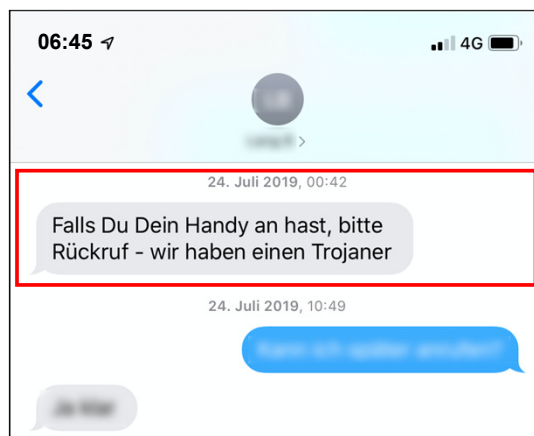 06:45
4G
24. Juli 2019, 00:42
Falls Du Dein Handy an hast, bitte
Rückruf - wir haben einen Trojaner
24. Juli 2019, 10:49